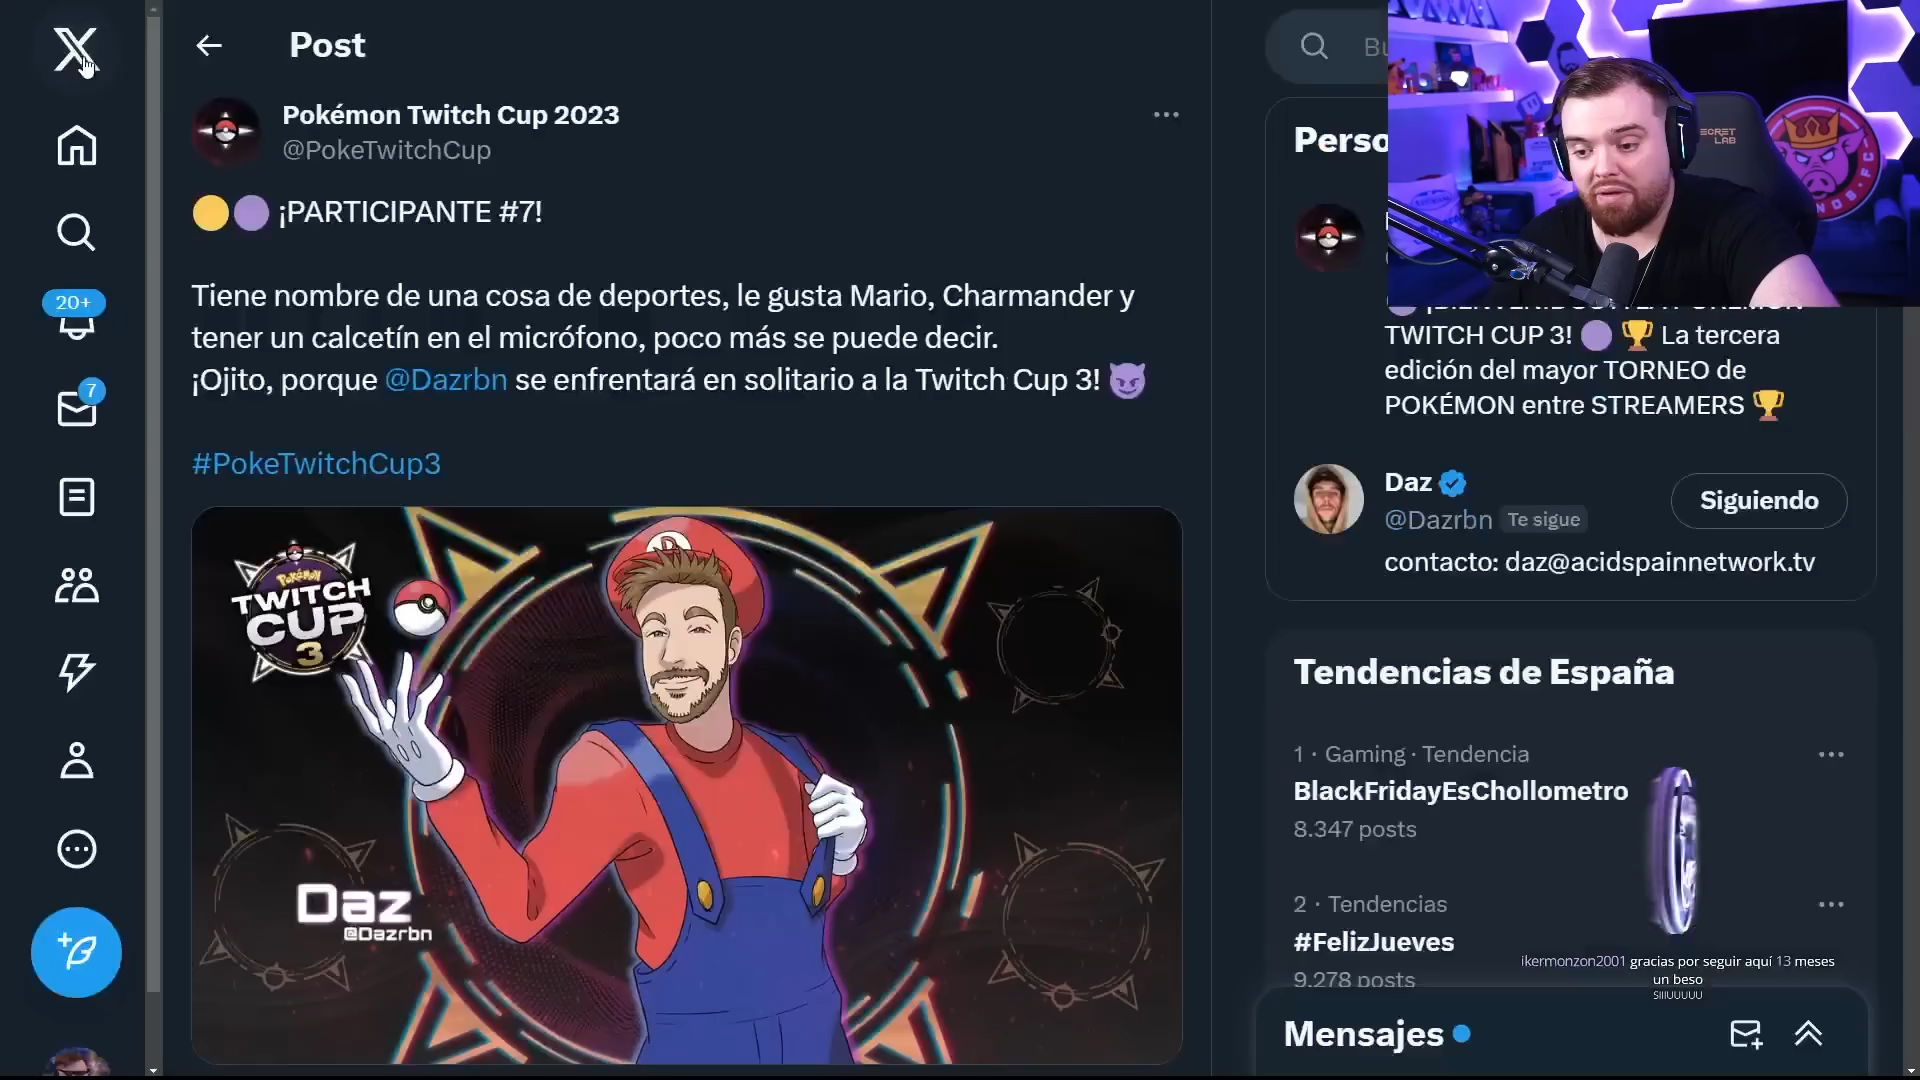 Post
Pokémon Twitch Cup 2023
@PokeTwitchCup
¡PARTICIPANTE #7!
Tiene nombre de una cosa de deportes, le gusta Mario, Charmander y
tener un calcetín en el micrófono, poco más se puede decir.
¡Ojito, porque @Dazrbn se enfrentará en solitario a la Twitch Cup 3!
#PokeTwitchCup3
Pokémon
TWITCH
CUP
3
D
Daz
@Dazrbn
20+
7
Bu
Perso
SECRET
LAB
TWITCH CUP 3! La tercera
edición del mayor TORNEO de
POKÉMON entre STREAMERS
Daz
@Dazrbn Te sigue
Siguiendo
contacto: daz@acidspainnetwork.tv
Tendencias de España
1 · Gaming · Tendencia
BlackFridayEsChollometro
8.347 posts
2 · Tendencias
#FelizJueves
9.278 posts
ikermonzon2001 gracias por seguir aquí 13 meses
un beso
SIIIUUUUU
Mensajes